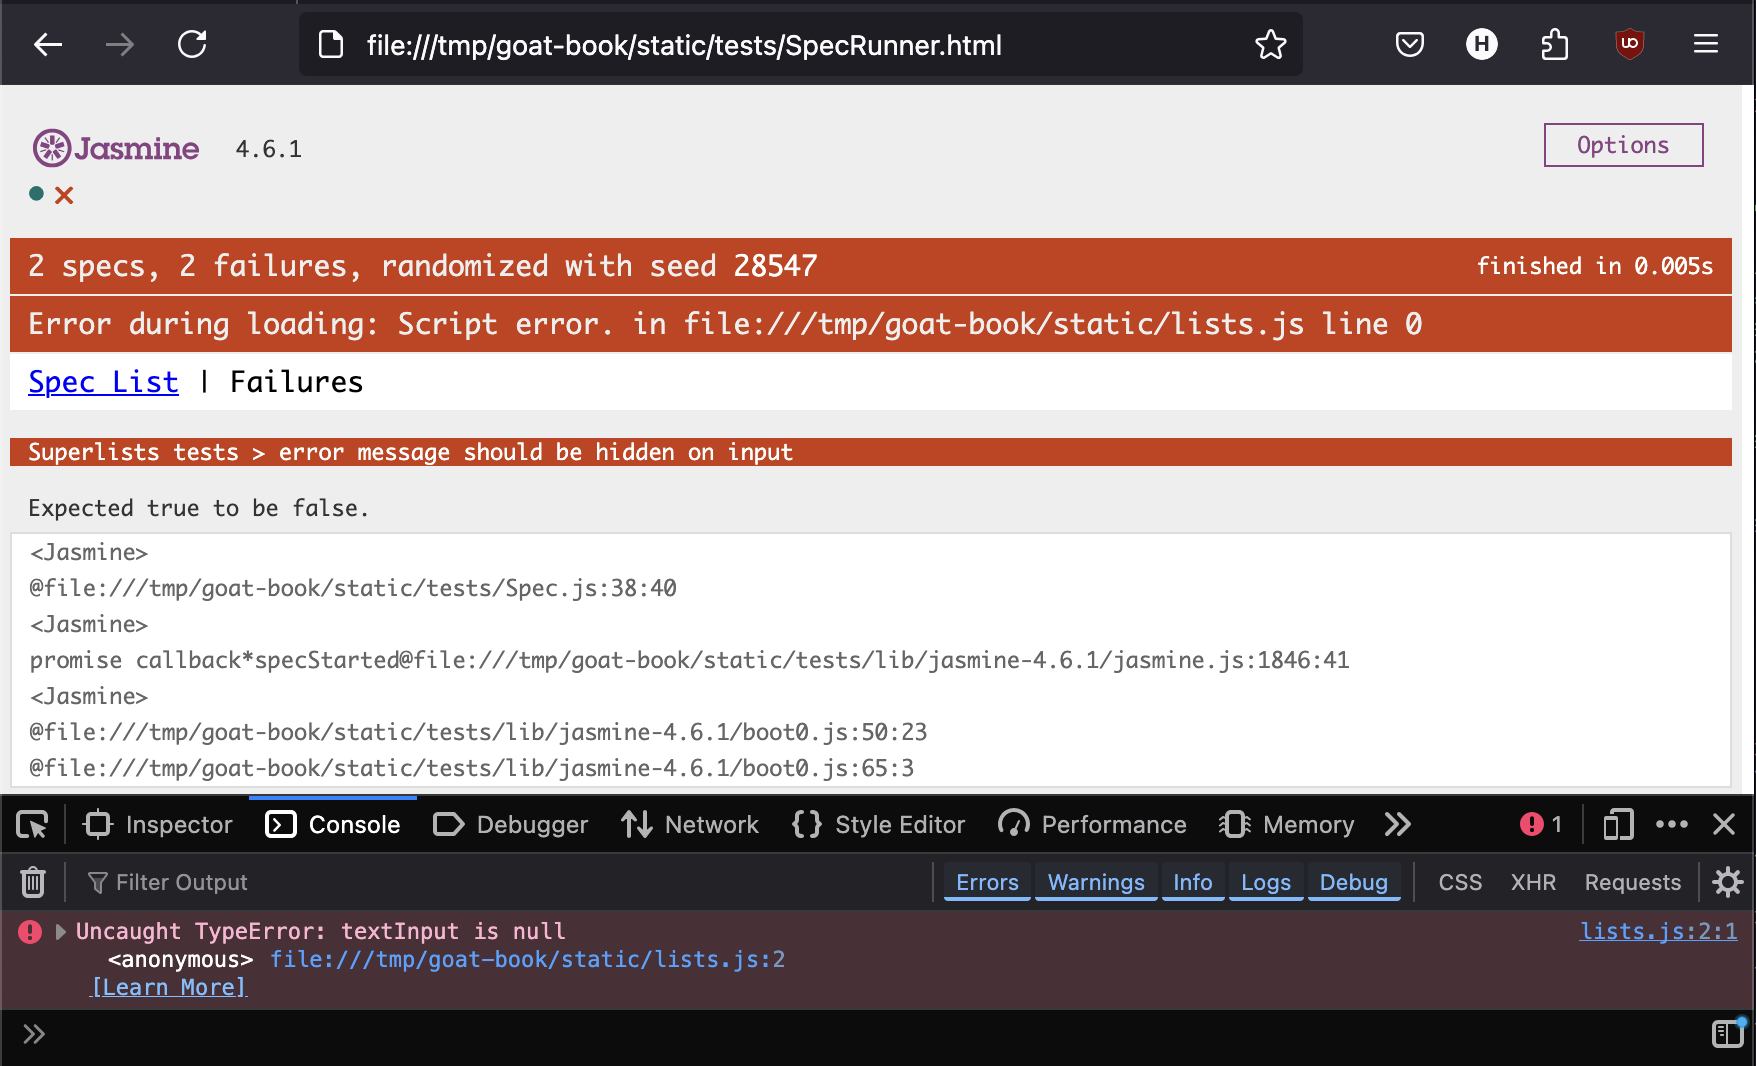 file:///tmp/goat-book/static/tests/SpecRunner.html
H
uo
Jasmine 4.6.1
Options
2 specs, 2 failures, randomized with seed 28547
finished in 0.005s
Error during loading: Script error. in file:///tmp/goat-book/static/lists.js line 0
Spec List | Failures
Superlists tests > error message should be hidden on input
Expected true to be false.
<Jasmine>
@file:///tmp/goat-book/static/tests/Spec.js:38:40
<Jasmine>
promise callback*specStarted@file:///tmp/goat-book/static/tests/lib/jasmine-4.6.1/jasmine.js:1846:41
<Jasmine>
@file:///tmp/goat-book/static/tests/lib/jasmine-4.6.1/boot0.js:50:23
@file:///tmp/goat-book/static/tests/lib/jasmine-4.6.1/boot0.js:65:3
Inspector Console Debugger Network Style Editor Performance Memory 1
Filter Output Errors Warnings Info Logs Debug CSS XHR Requests
Uncaught TypeError: textInput is null lists.js:2:1
<anonymous> file:///tmp/goat-book/static/lists.js:2
[Learn More]